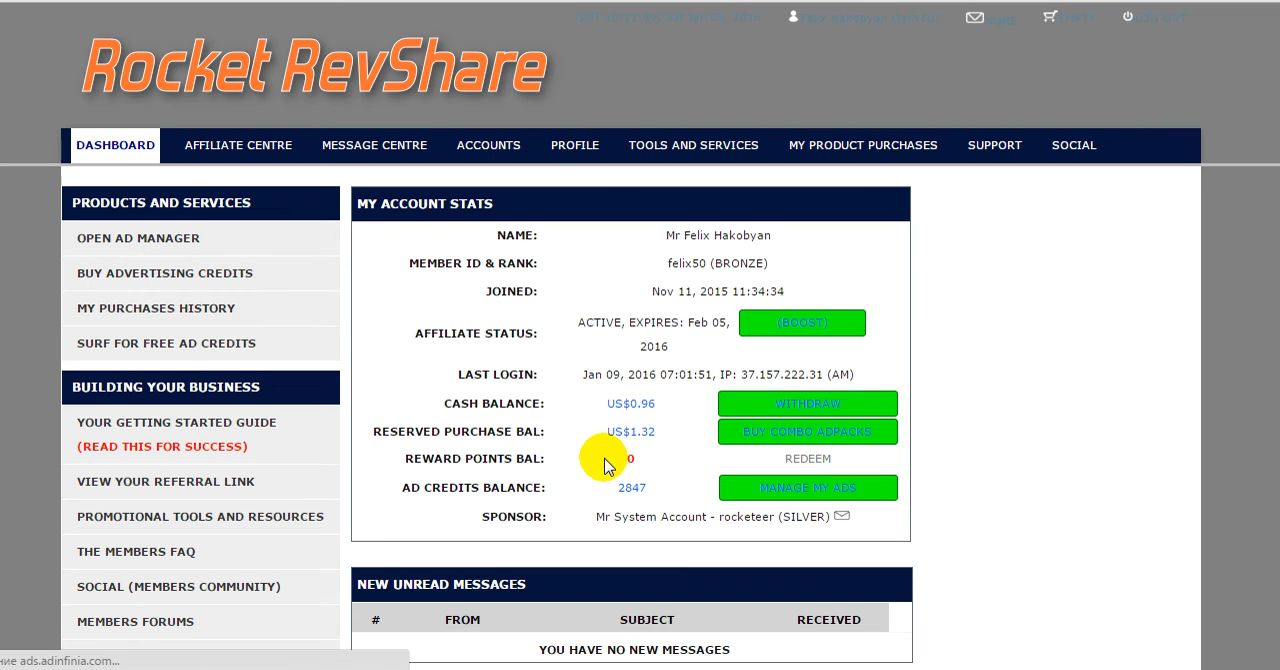 Rocket RevShare
DASHBOARD AFFILIATE CENTRE MESSAGE CENTRE ACCOUNTS PROFILE TOOLS AND SERVICES MY PRODUCT PURCHASES SUPPORT SOCIAL
PRODUCTS AND SERVICES
OPEN AD MANAGER
BUY ADVERTISING CREDITS
MY PURCHASES HISTORY
SURF FOR FREE AD CREDITS
BUILDING YOUR BUSINESS
YOUR GETTING STARTED GUIDE
(READ THIS FOR SUCCESS)
VIEW YOUR REFERRAL LINK
PROMOTIONAL TOOLS AND RESOURCES
THE MEMBERS FAQ
SOCIAL (MEMBERS COMMUNITY)
MEMBERS FORUMS
MY ACCOUNT STATS
NAME: Mr Felix Hakobyan
MEMBER ID & RANK: felix50 (BRONZE)
JOINED: Nov 11, 2015 11:34:34
AFFILIATE STATUS: ACTIVE, EXPIRES: Feb 05, 2016 (BOOST)
LAST LOGIN: Jan 09, 2016 07:01:51, IP: 37.157.222.31 (AM)
CASH BALANCE: US$0.96 WITHDRAW
RESERVED PURCHASE BAL: US$1.32 BUY COMBO ADPACKS
REWARD POINTS BAL: 0 REDEEM
AD CREDITS BALANCE: 2847 MANAGE MY ADS
SPONSOR: Mr System Account - rocketeer (SILVER)
NEW UNREAD MESSAGES
# FROM SUBJECT RECEIVED
YOU HAVE NO NEW MESSAGES
ние ads.adinfinia.com...